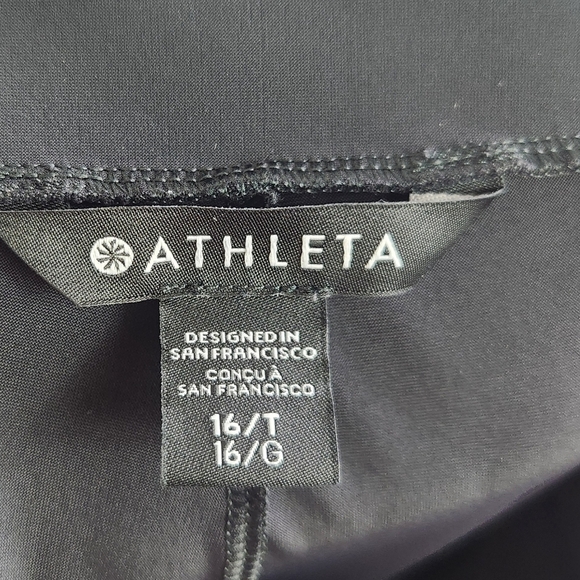 ATHLETA
DESIGNED IN
SAN FRANCISCO
CONÇU À
SAN FRANCISCO
16/T
16/G